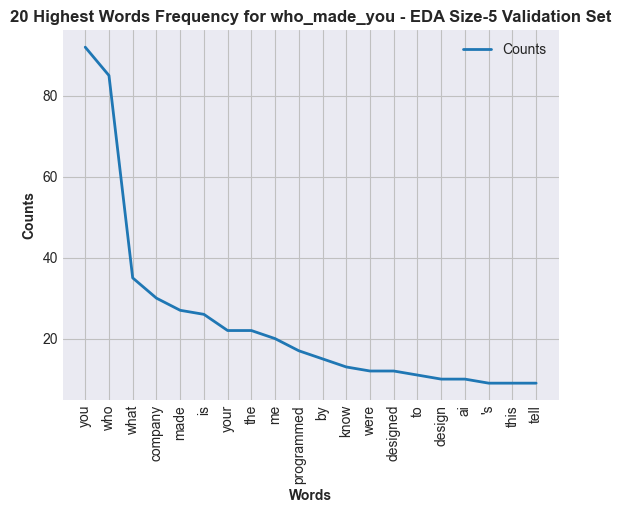 20 Highest Words Frequency for who_made_you - EDA Size-5 Validation Set
Counts
Counts
80
60
40
20
you
who
what
company
made
is
your
the
me
programmed
by
know
were
designed
to
design
ai
's
this
tell
Words